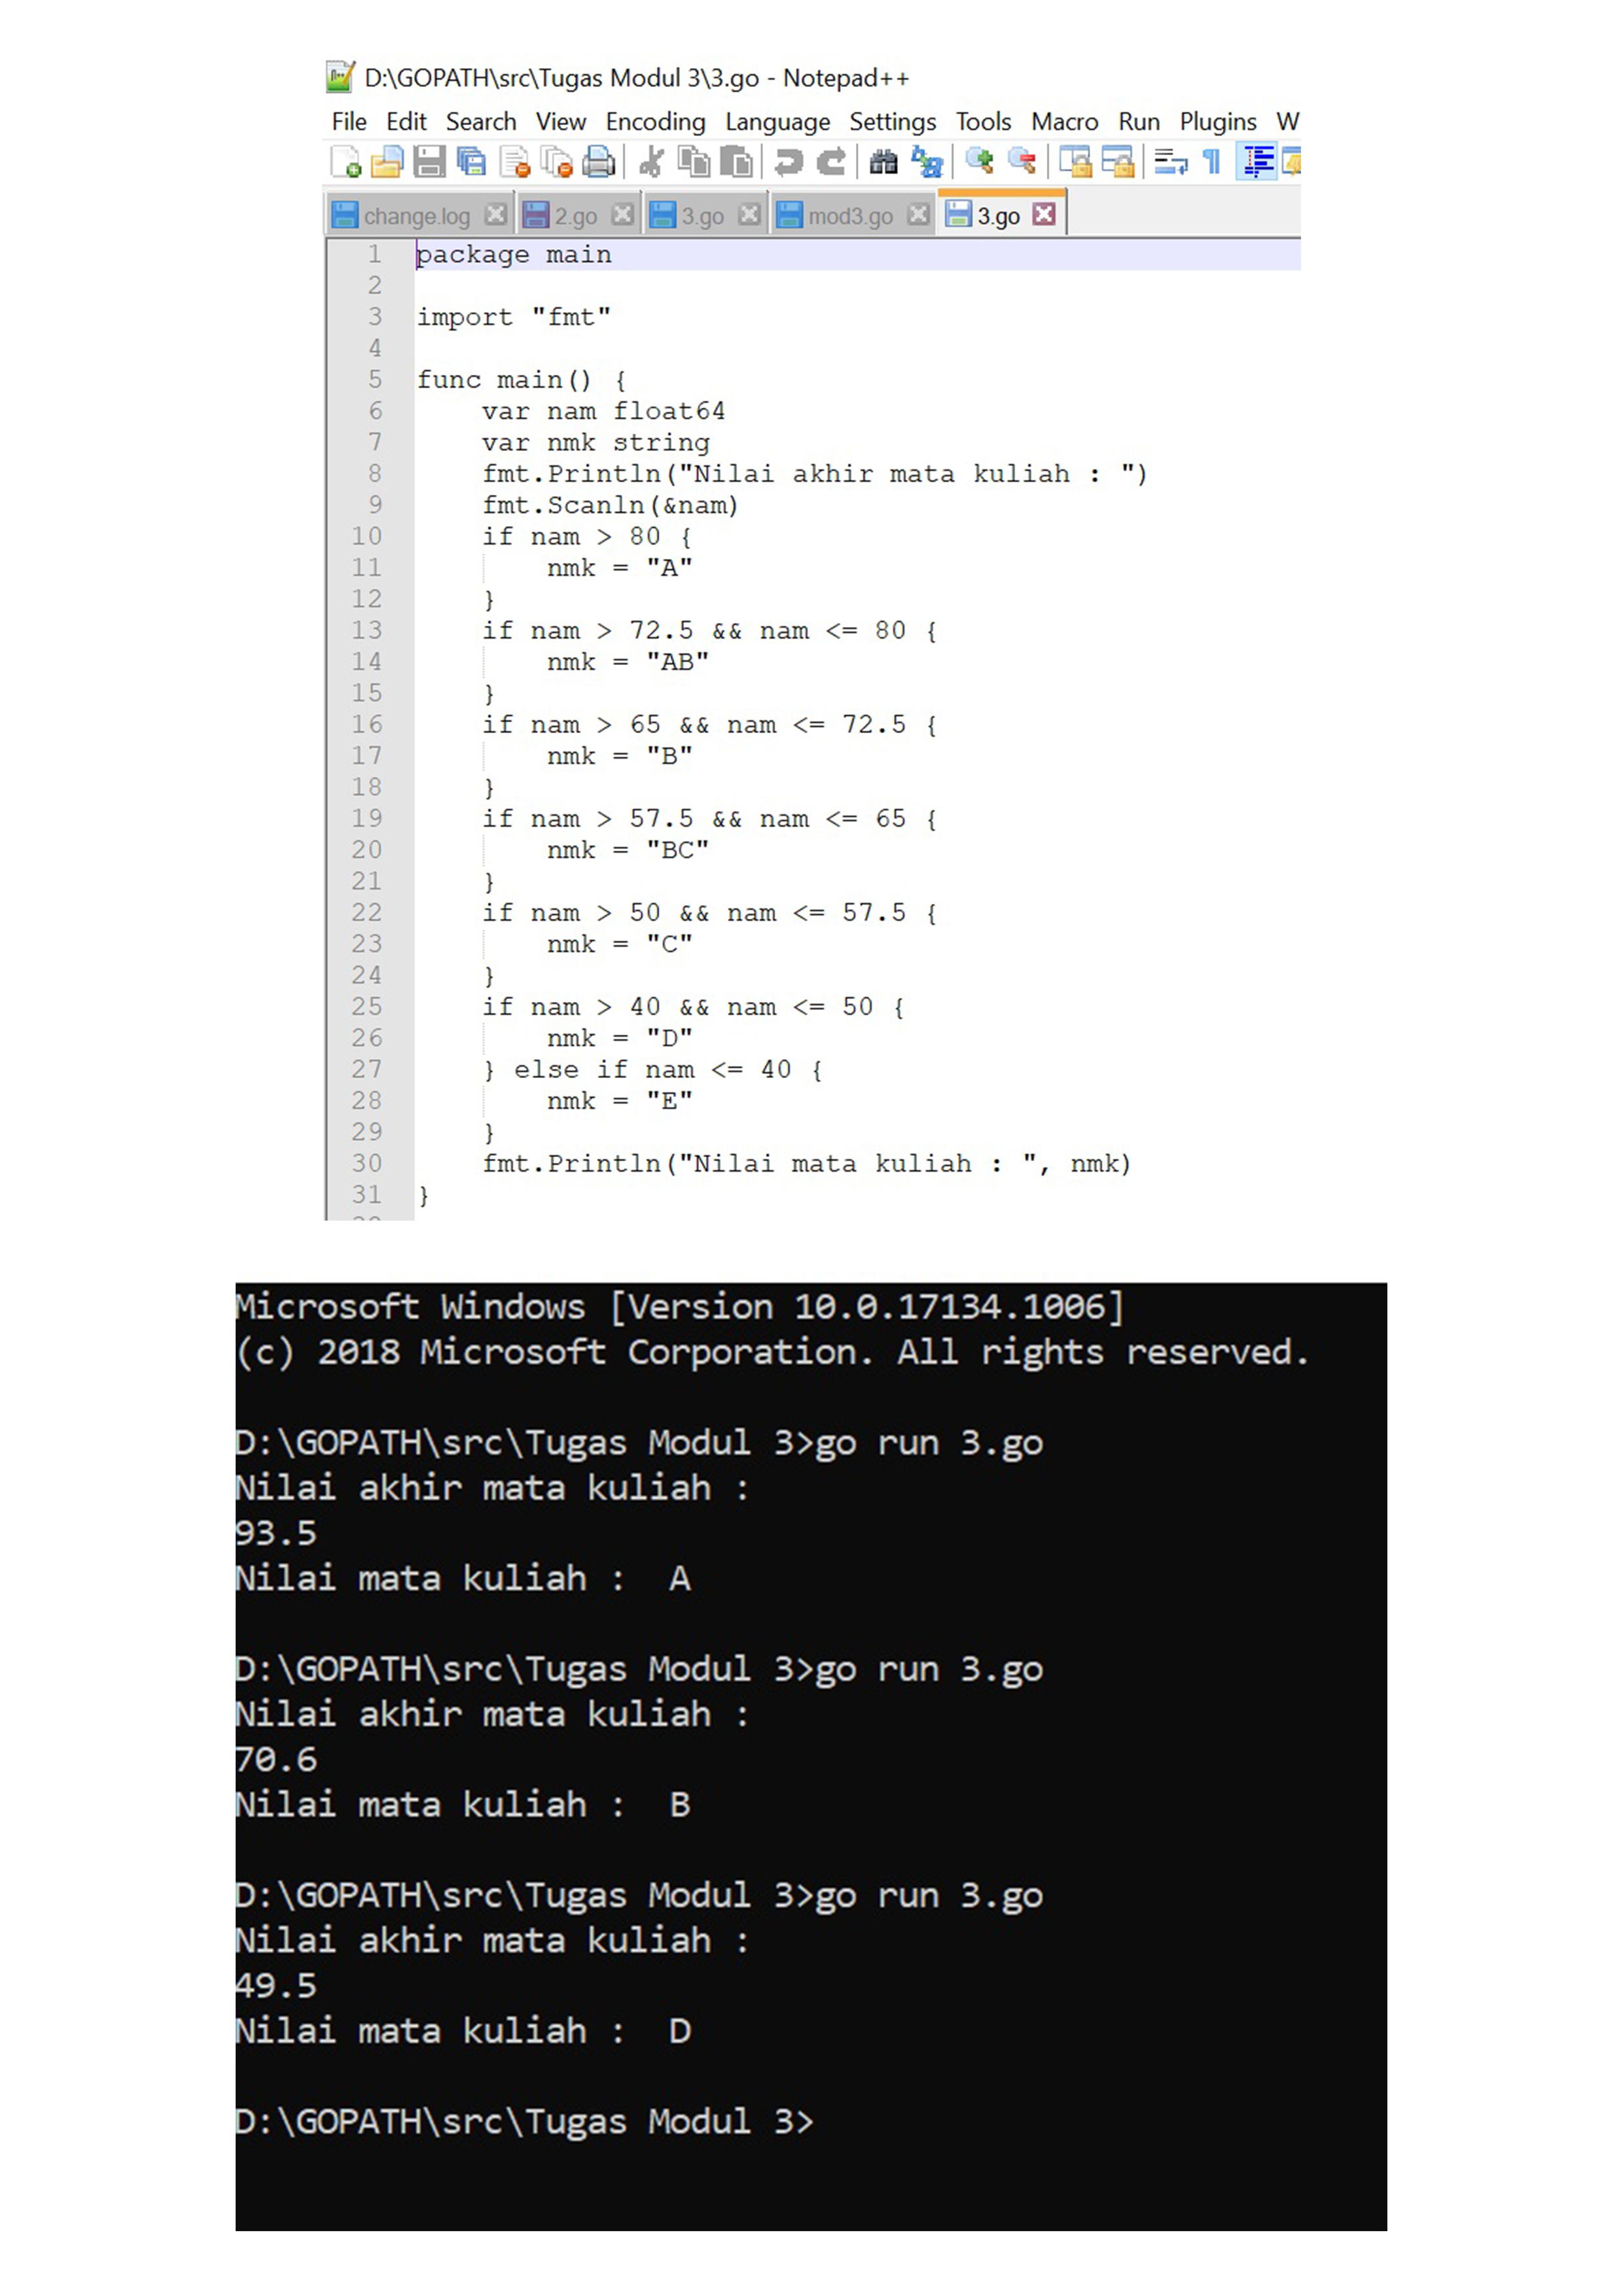 D:\GOPATH\src\Tugas Modul 3\3.go - Notepad++
File Edit Search View Encoding Language Settings Tools Macro Run Plugins W
change.log 2.go 3.go mod3.go 3.go
1 package main
2
3 import "fmt"
4
5 func main() {
6     var nam float64
7     var nmk string
8     fmt.Println("Nilai akhir mata kuliah : ")
9     fmt.Scanln(&nam)
10     if nam > 80 {
11         nmk = "A"
12     }
13     if nam > 72.5 && nam <= 80 {
14         nmk = "AB"
15     }
16     if nam > 65 && nam <= 72.5 {
17         nmk = "B"
18     }
19     if nam > 57.5 && nam <= 65 {
20         nmk = "BC"
21     }
22     if nam > 50 && nam <= 57.5 {
23         nmk = "C"
24     }
25     if nam > 40 && nam <= 50 {
26         nmk = "D"
27     } else if nam <= 40 {
28         nmk = "E"
29     }
30     fmt.Println("Nilai mata kuliah : ", nmk)
31 }
Microsoft Windows [Version 10.0.17134.1006]
(c) 2018 Microsoft Corporation. All rights reserved.
D:\GOPATH\src\Tugas Modul 3>go run 3.go
Nilai akhir mata kuliah :
93.5
Nilai mata kuliah :  A
D:\GOPATH\src\Tugas Modul 3>go run 3.go
Nilai akhir mata kuliah :
70.6
Nilai mata kuliah :  B
D:\GOPATH\src\Tugas Modul 3>go run 3.go
Nilai akhir mata kuliah :
49.5
Nilai mata kuliah :  D
D:\GOPATH\src\Tugas Modul 3>